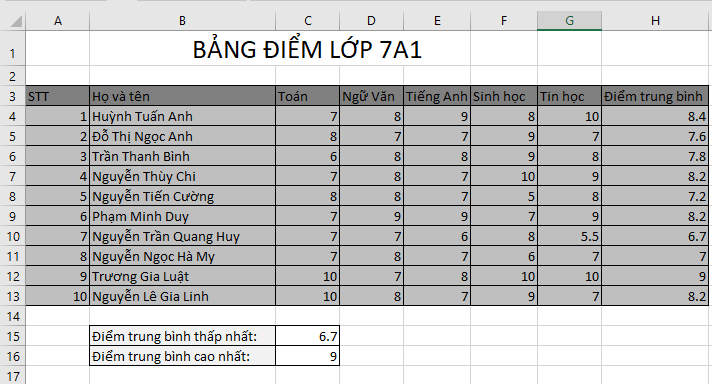 A B C D E F G H
1 BẢNG ĐIỂM LỚP 7A1
2
3 STT Họ và tên Toán Ngữ Văn Tiếng Anh Sinh học Tin học Điểm trung bình
4 1 Huỳnh Tuấn Anh 7 8 9 8 10 8.4
5 2 Đỗ Thị Ngọc Anh 8 7 7 9 7 7.6
6 3 Trần Thanh Bình 6 8 8 9 8 7.8
7 4 Nguyễn Thùy Chi 7 8 7 10 9 8.2
8 5 Nguyễn Tiến Cường 8 8 7 5 8 7.2
9 6 Phạm Minh Duy 7 9 9 7 9 8.2
10 7 Nguyễn Trần Quang Huy 7 7 6 8 5.5 6.7
11 8 Nguyễn Ngọc Hà My 7 8 7 6 7 7
12 9 Trương Gia Luật 10 7 8 10 10 9
13 10 Nguyễn Lê Gia Linh 10 8 7 9 7 8.2
14
15 Điểm trung bình thấp nhất: 6.7
16 Điểm trung bình cao nhất: 9
17